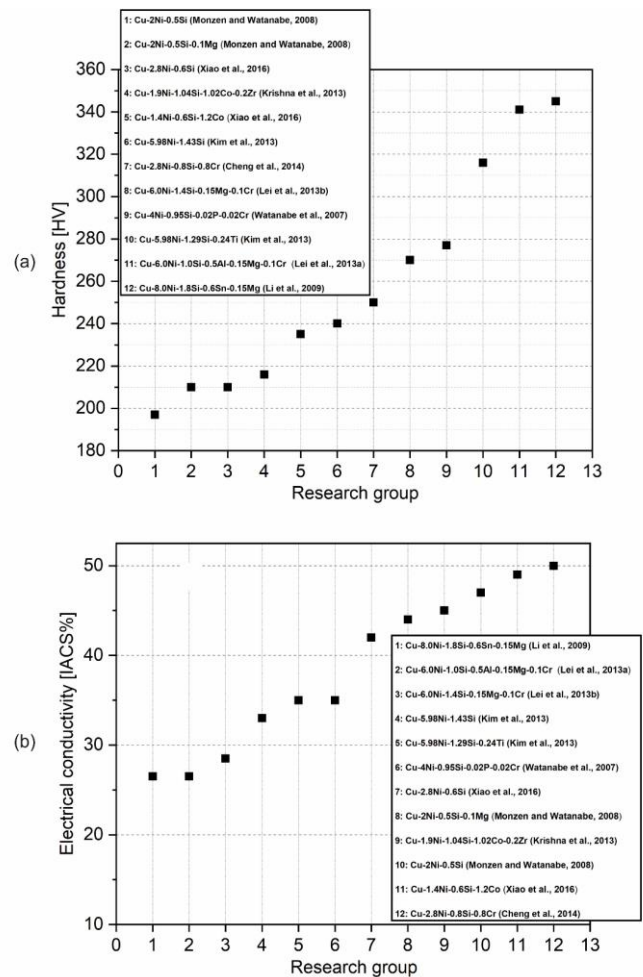 1: Cu-2Ni-0.5Si (Monzen and Watanabe, 2008)
2: Cu-2Ni-0.5Si-0.1Mg (Monzen and Watanabe, 2008)
3: Cu-2.8Ni-0.6Si (Xiao et al., 2016)
4: Cu-1.9Ni-1.04Si-1.02Co-0.2Zr (Krishna et al., 2013)
5: Cu-1.4Ni-0.6Si-1.2Co (Xiao et al., 2016)
6: Cu-5.98Ni-1.43Si (Kim et al., 2013)
7: Cu-2.8Ni-0.8Si-0.8Cr (Cheng et al., 2014)
8: Cu-6.0Ni-1.4Si-0.15Mg-0.1Cr (Lei et al., 2013b)
9: Cu-4Ni-0.95Si-0.02P-0.02Cr (Watanabe et al., 2007)
10: Cu-5.98Ni-1.29Si-0.24Ti (Kim et al., 2013)
11: Cu-6.0Ni-1.0Si-0.5Al-0.15Mg-0.1Cr (Lei et al., 2013a)
12: Cu-8.0Ni-1.8Si-0.6Sn-0.15Mg (Li et al., 2009)
360
340
320
300
280
260
240
220
200
180
Hardness [HV]
(a)
0 1 2 3 4 5 6 7 8 9 10 11 12 13
Research group
50
40
30
20
10
Electrical conductivity [IACS%]
(b)
1: Cu-8.0Ni-1.8Si-0.6Sn-0.15Mg (Li et al., 2009)
2: Cu-6.0Ni-1.0Si-0.5Al-0.15Mg-0.1Cr (Lei et al., 2013a)
3: Cu-6.0Ni-1.4Si-0.15Mg-0.1Cr (Lei et al., 2013b)
4: Cu-5.98Ni-1.43Si (Kim et al., 2013)
5: Cu-5.98Ni-1.29Si-0.24Ti (Kim et al., 2013)
6: Cu-4Ni-0.95Si-0.02P-0.02Cr (Watanabe et al., 2007)
7: Cu-2.8Ni-0.6Si (Xiao et al., 2016)
8: Cu-2Ni-0.5Si-0.1Mg (Monzen and Watanabe, 2008)
9: Cu-1.9Ni-1.04Si-1.02Co-0.2Zr (Krishna et al., 2013)
10: Cu-2Ni-0.5Si (Monzen and Watanabe, 2008)
11: Cu-1.4Ni-0.6Si-1.2Co (Xiao et al., 2016)
12: Cu-2.8Ni-0.8Si-0.8Cr (Cheng et al., 2014)
0 1 2 3 4 5 6 7 8 9 10 11 12 13
Research group